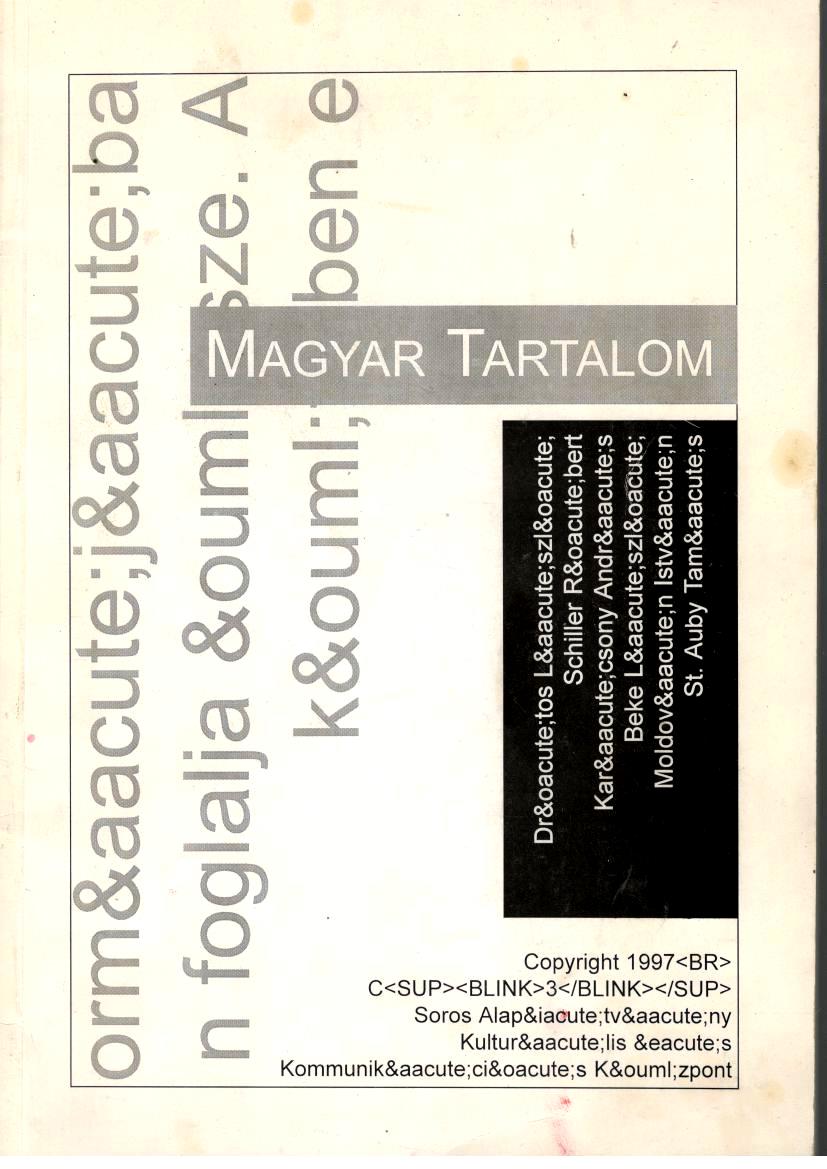 orm&aacute;j&aacute;ba
n foglalja &ouml sze. A
k&ouml; ben e
MAGYAR TARTALOM
Dr&oacute;tos L&aacute;szl&oacute;
Schiller R&oacute;bert
Kar&aacute;csony Andr&aacute;s
Beke L&aacute;szl&oacute;
Moldov&aacute;n Istv&aacute;n
St. Auby Tam&aacute;s
Copyright 1997<BR>
C<SUP><BLINK>3</BLINK></SUP>
Soros Alap&iacute;tv&aacute;ny
Kultur&aacute;lis &eacute;s
Kommunik&aacute;ci&oacute;s K&ouml;zpont